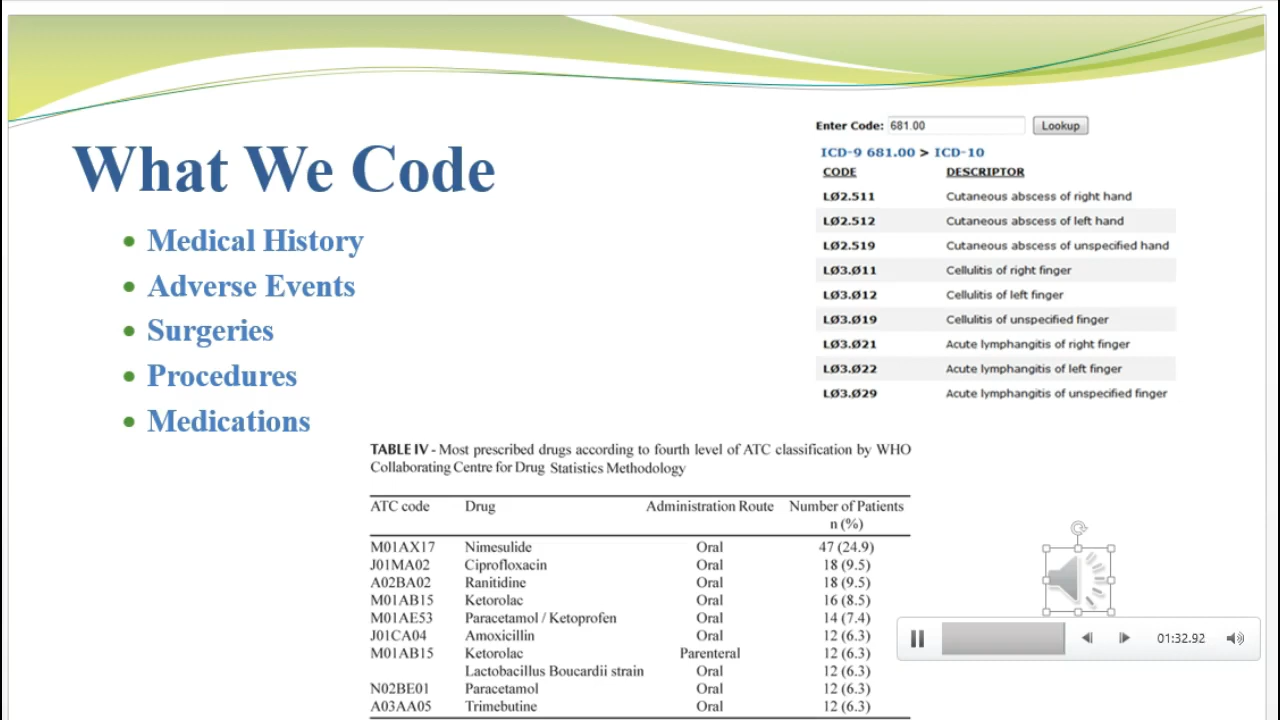 What We Code
Medical History
Adverse Events
Surgeries
Procedures
Medications
Enter Code: 681.00 Lookup
ICD-9 681.00 > ICD-10
CODE DESCRIPTOR
LØ2.511 Cutaneous abscess of right hand
LØ2.512 Cutaneous abscess of left hand
LØ2.519 Cutaneous abscess of unspecified hand
LØ3.Ø11 Cellulitis of right finger
LØ3.Ø12 Cellulitis of left finger
LØ3.Ø19 Cellulitis of unspecified finger
LØ3.Ø21 Acute lymphangitis of right finger
LØ3.Ø22 Acute lymphangitis of left finger
LØ3.Ø29 Acute lymphangitis of unspecified finger
TABLE IV - Most prescribed drugs according to fourth level of ATC classification by WHO
Collaborating Centre for Drug Statistics Methodology
ATC code Drug Administration Route Number of Patients
n (%)
M01AX17 Nimesulide Oral 47 (24.9)
J01MA02 Ciprofloxacin Oral 18 (9.5)
A02BA02 Ranitidine Oral 18 (9.5)
M01AB15 Ketorolac Oral 16 (8.5)
M01AE53 Paracetamol / Ketoprofen Oral 14 (7.4)
J01CA04 Amoxicillin Oral 12 (6.3)
M01AB15 Ketorolac Parenteral 12 (6.3)
Lactobacillus Boucardii strain Oral 12 (6.3)
N02BE01 Paracetamol Oral 12 (6.3)
A03AA05 Trimebutine Oral 12 (6.3)
01:32.92